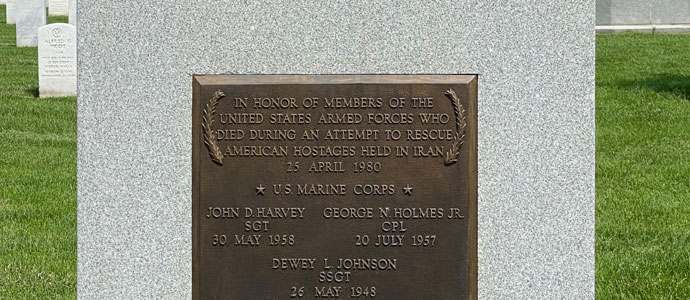 IN HONOR OF MEMBERS OF THE
UNITED STATES ARMED FORCES WHO
DIED DURING AN ATTEMPT TO RESCUE
AMERICAN HOSTAGES HELD IN IRAN
25 APRIL 1980
★ U.S. MARINE CORPS ★
JOHN D. HARVEY GEORGE N. HOLMES JR.
SGT CPL
30 MAY 1958 20 JULY 1957
DEWEY L. JOHNSON
SSGT
26 MAY 1948